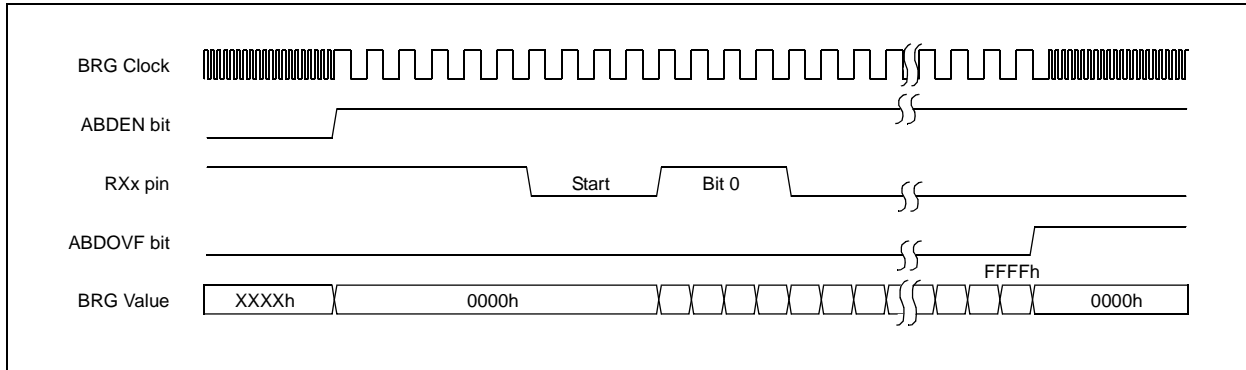 BRG Clock
ABDEN bit
RXx pin
Start
Bit 0
ABDOVF bit
FFFFh
BRG Value
XXXXh
0000h
0000h